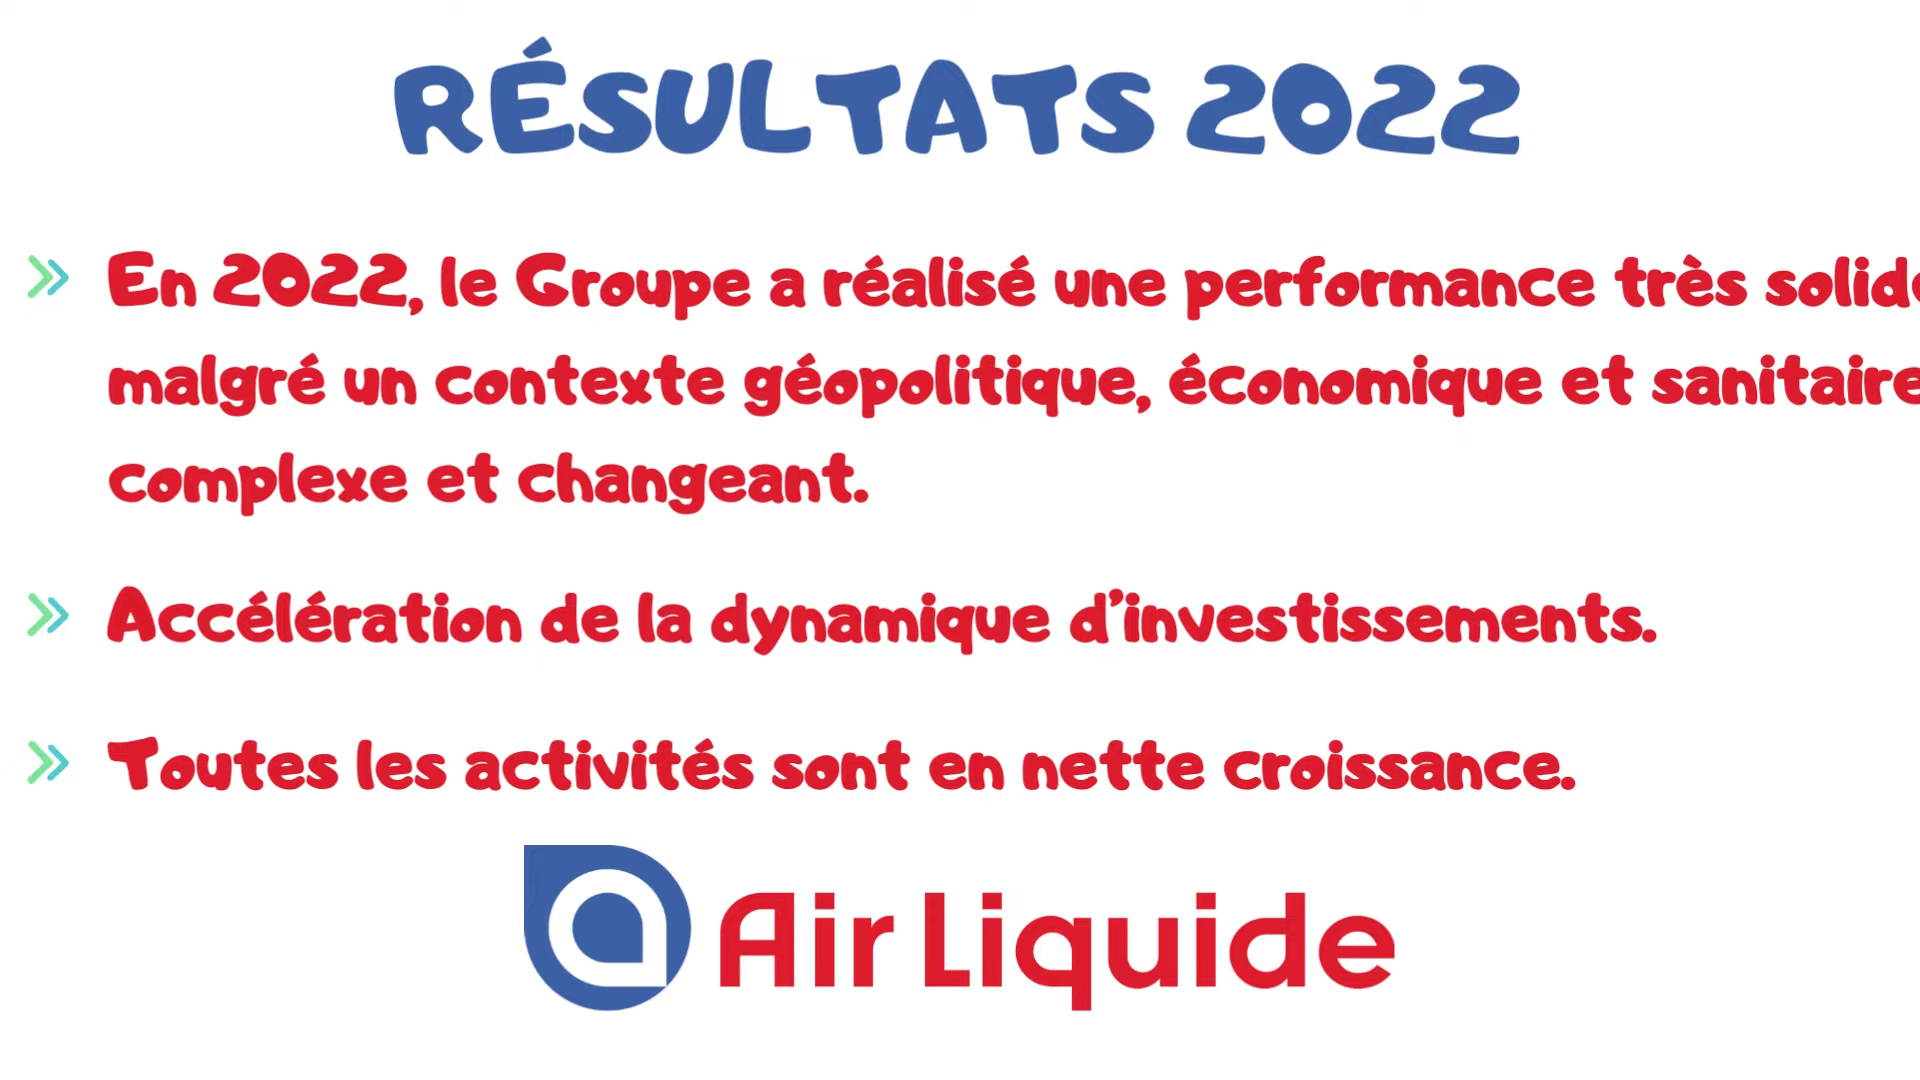 RÉSULTATS 2022
En 2022, le Groupe a réalisé une performance très solide
malgré un contexte géopolitique, économique et sanitaire
complexe et changeant.
Accélération de la dynamique d'investissements.
Toutes les activités sont en nette croissance.
Air Liquide